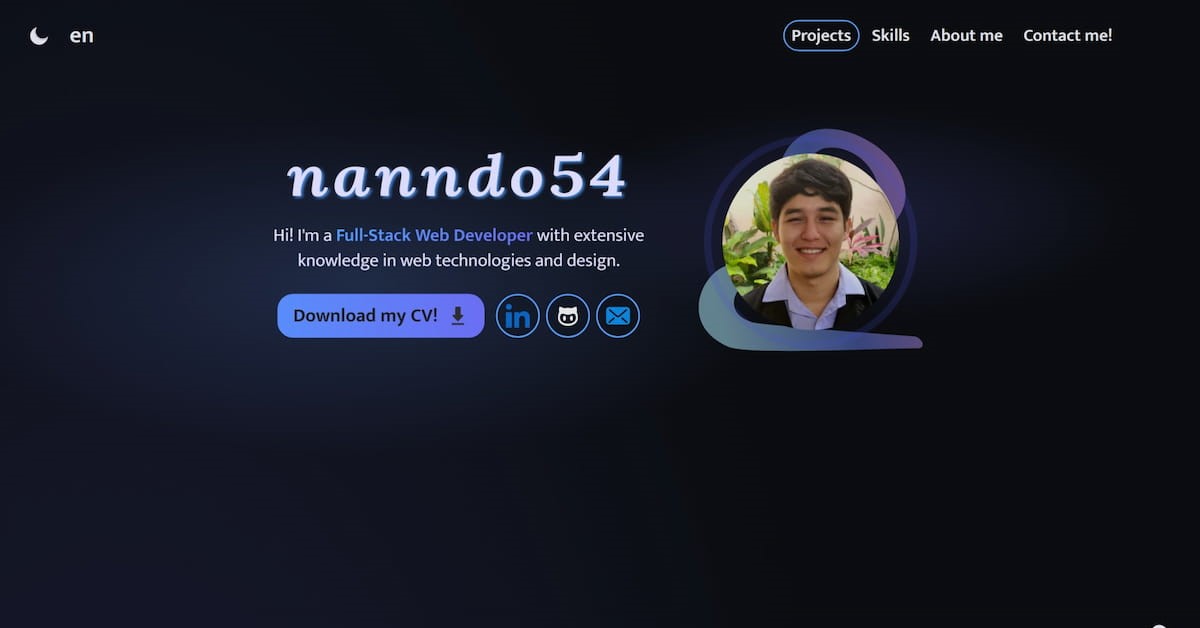 en
Projects
Skills
About me
Contact me!
nanndo54
Hi! I'm a Full-Stack Web Developer with extensive
knowledge in web technologies and design.
Download my CV!
in